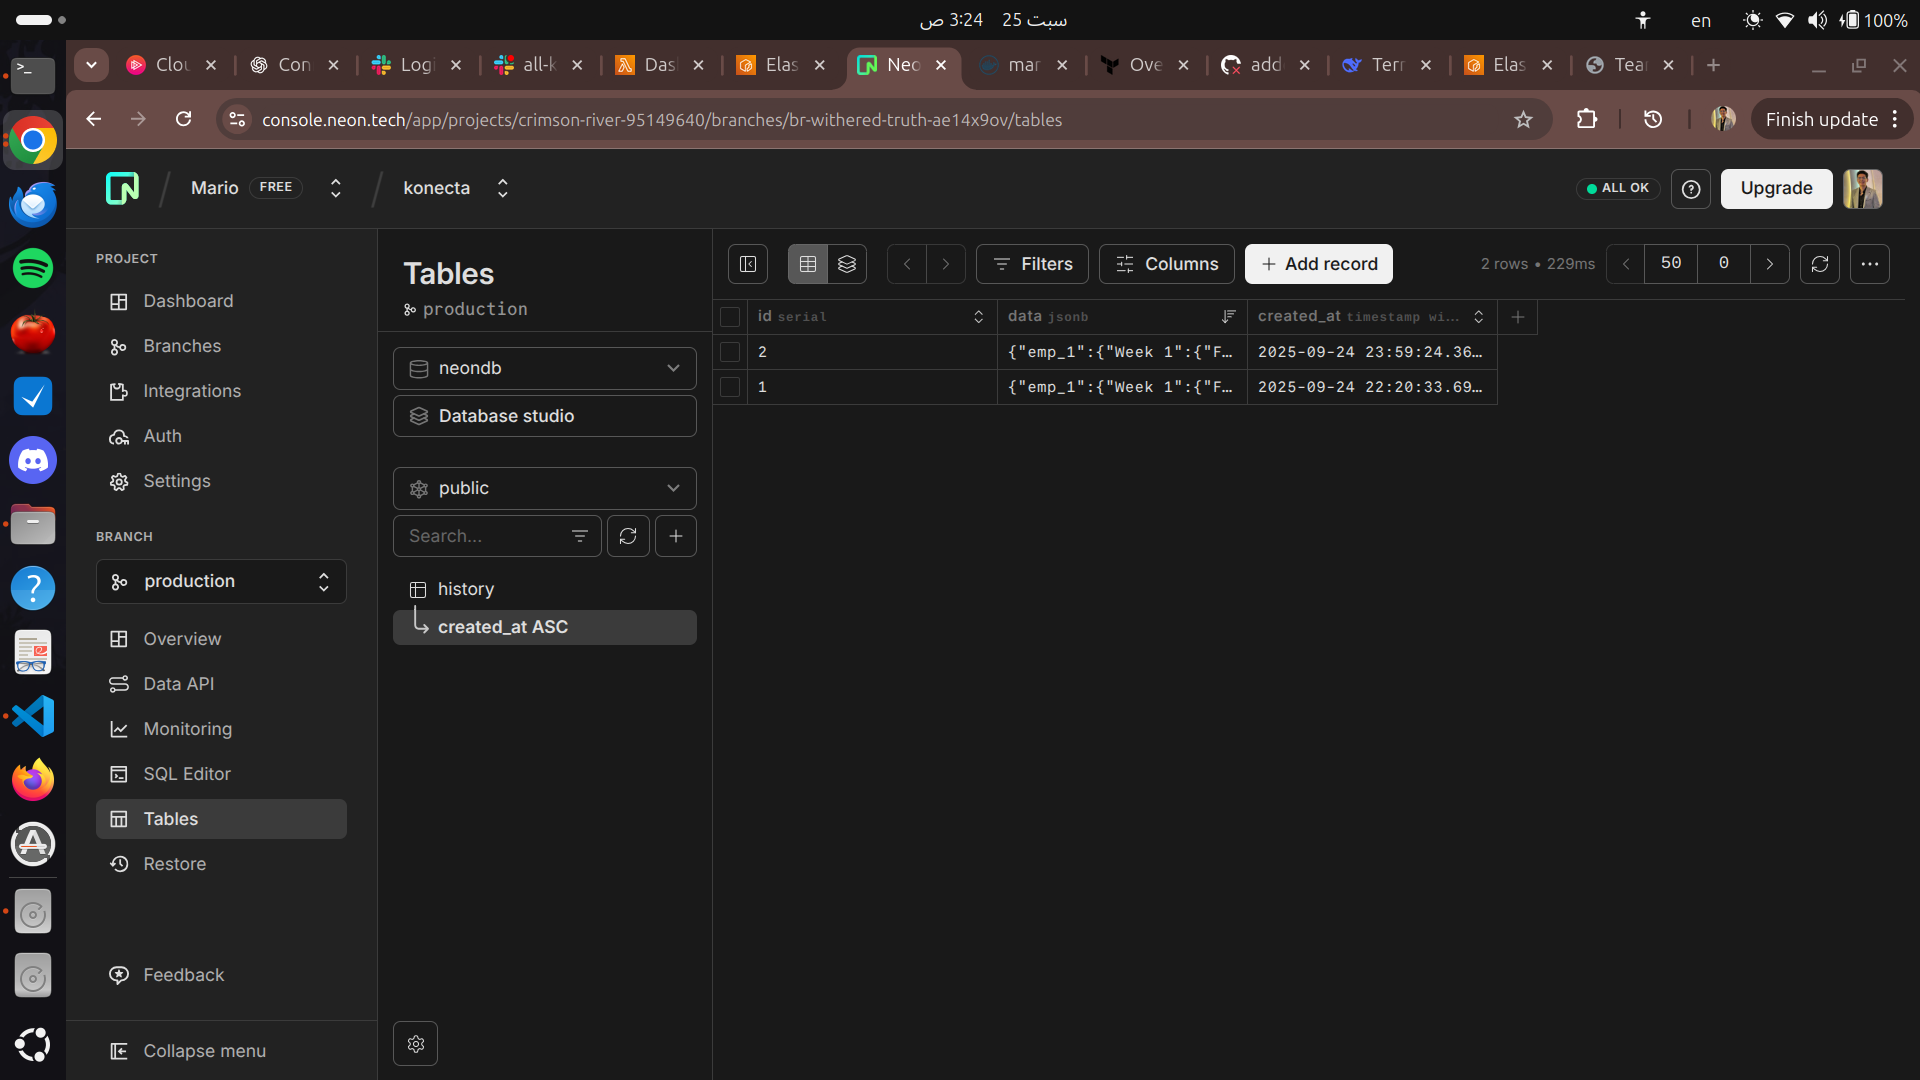 سبت 25 3:24 ص
en
100%
Clou
Con
Logi
all-k
Das
Elas
Neo
mar
Ove
add
Terr
Elas
Tear
console.neon.tech/app/projects/crimson-river-95149640/branches/br-withered-truth-ae14x9ov/tables
Finish update
Mario FREE
konecta
ALL OK
Upgrade
PROJECT
Dashboard
Branches
Integrations
Auth
Settings
BRANCH
production
Overview
Data API
Monitoring
SQL Editor
Tables
Restore
Feedback
Collapse menu
Tables
production
neondb
Database studio
public
Search...
history
created_at ASC
Filters
Columns
Add record
2 rows • 229ms
50
0
id serial
data jsonb
created_at timestamp wi...
2 {"emp_1":{"Week 1":{"F... 2025-09-24 23:59:24.36...
1 {"emp_1":{"Week 1":{"F... 2025-09-24 22:20:33.69...